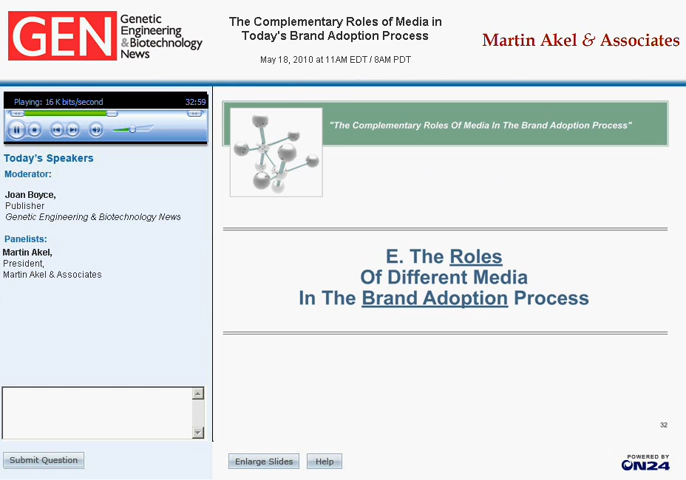 GEN Genetic
Engineering
& Biotechnology
News
The Complementary Roles of Media in
Today's Brand Adoption Process
May 18, 2010 at 11AM EDT / 8AM PDT
Martin Akel & Associates
Playing: 16 K bits/second 32:59
Today's Speakers
Moderator:
Joan Boyce,
Publisher
Genetic Engineering & Biotechnology News
Panelists:
Martin Akel,
President,
Martin Akel & Associates
Submit Question
"The Complementary Roles Of Media In The Brand Adoption Process"
E. The Roles
Of Different Media
In The Brand Adoption Process
32
Enlarge Slides
Help
POWERED BY
ON24